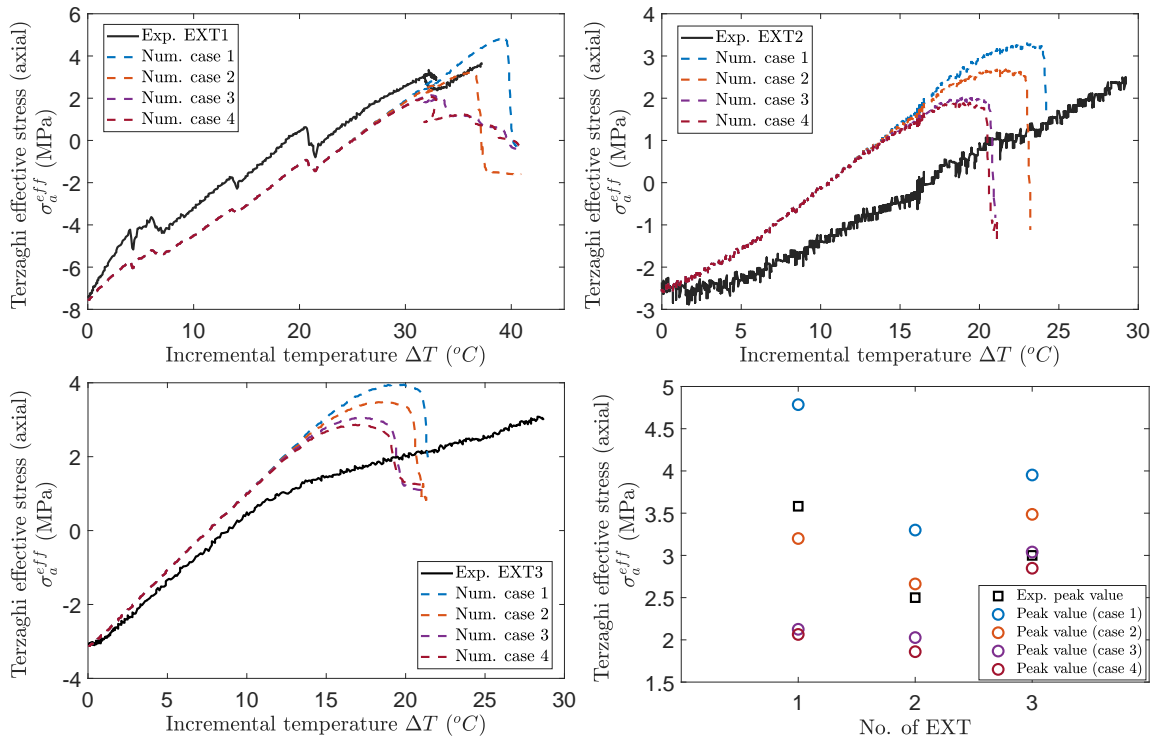 Terzaghi effective stress (axial)
σ_a^{eff} (MPa)
6
4
2
0
-2
-4
-6
-8
Exp. EXT1
Num. case 1
Num. case 2
Num. case 3
Num. case 4
0
10
20
30
40
Incremental temperature ΔT (°C)
Terzaghi effective stress (axial)
σ_a^{eff} (MPa)
4
3
2
1
0
-1
-2
-3
Exp. EXT2
Num. case 1
Num. case 2
Num. case 3
Num. case 4
0
5
10
15
20
25
30
Incremental temperature ΔT (°C)
Terzaghi effective stress (axial)
σ_a^{eff} (MPa)
4
2
0
-2
-4
Exp. EXT3
Num. case 1
Num. case 2
Num. case 3
Num. case 4
0
5
10
15
20
25
30
Incremental temperature ΔT (°C)
Terzaghi effective stress (axial)
σ_a^{eff} (MPa)
5
4.5
4
3.5
3
2.5
2
1.5
Exp. peak value
Peak value (case 1)
Peak value (case 2)
Peak value (case 3)
Peak value (case 4)
1
2
3
No. of EXT